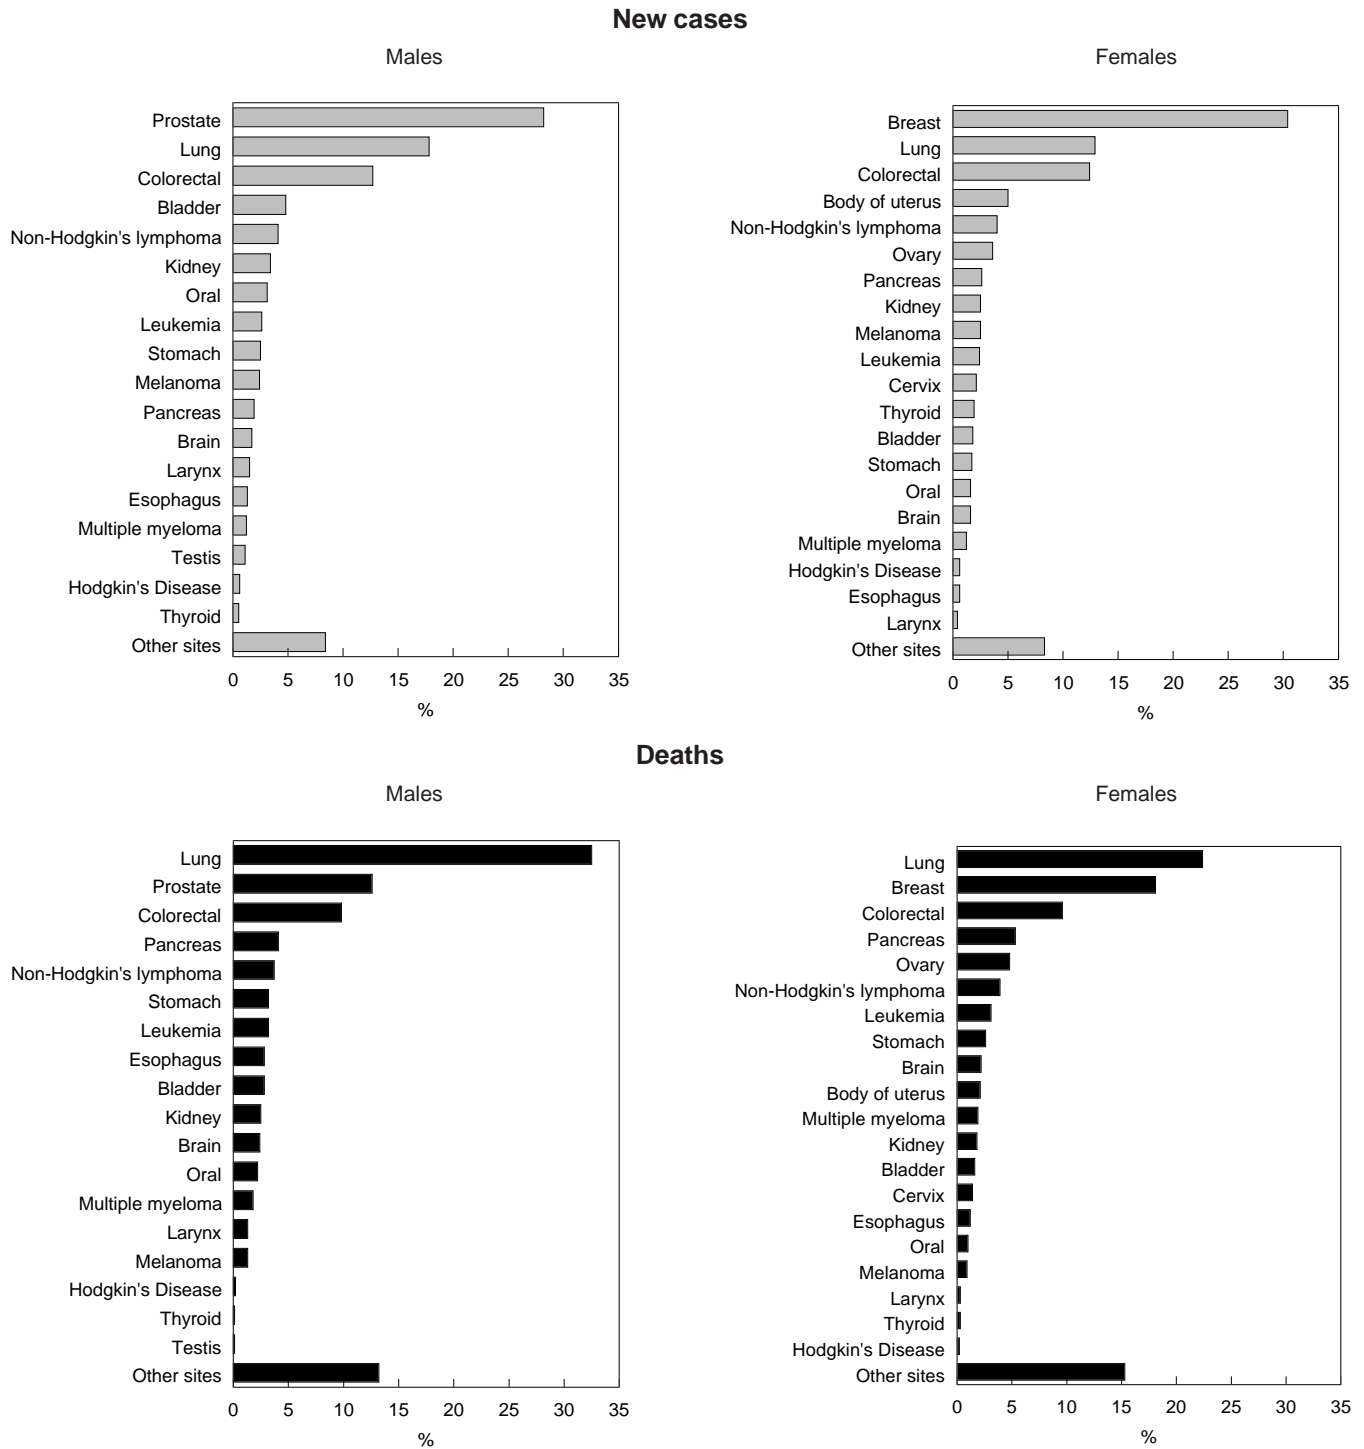 New cases
Males
Prostate
Lung
Colorectal
Bladder
Non-Hodgkin's lymphoma
Kidney
Oral
Leukemia
Stomach
Melanoma
Pancreas
Brain
Larynx
Esophagus
Multiple myeloma
Testis
Hodgkin's Disease
Thyroid
Other sites
0 5 10 15 20 25 30 35
%
Females
Breast
Lung
Colorectal
Body of uterus
Non-Hodgkin's lymphoma
Ovary
Pancreas
Kidney
Melanoma
Leukemia
Cervix
Thyroid
Bladder
Stomach
Oral
Brain
Multiple myeloma
Hodgkin's Disease
Esophagus
Larynx
Other sites
0 5 10 15 20 25 30 35
%
Deaths
Males
Lung
Prostate
Colorectal
Pancreas
Non-Hodgkin's lymphoma
Stomach
Leukemia
Esophagus
Bladder
Kidney
Brain
Oral
Multiple myeloma
Larynx
Melanoma
Hodgkin's Disease
Thyroid
Testis
Other sites
0 5 10 15 20 25 30 35
%
Females
Lung
Breast
Colorectal
Pancreas
Ovary
Non-Hodgkin's lymphoma
Leukemia
Stomach
Brain
Body of uterus
Multiple myeloma
Kidney
Bladder
Cervix
Esophagus
Oral
Melanoma
Larynx
Thyroid
Hodgkin's Disease
Other sites
0 5 10 15 20 25 30 35
%